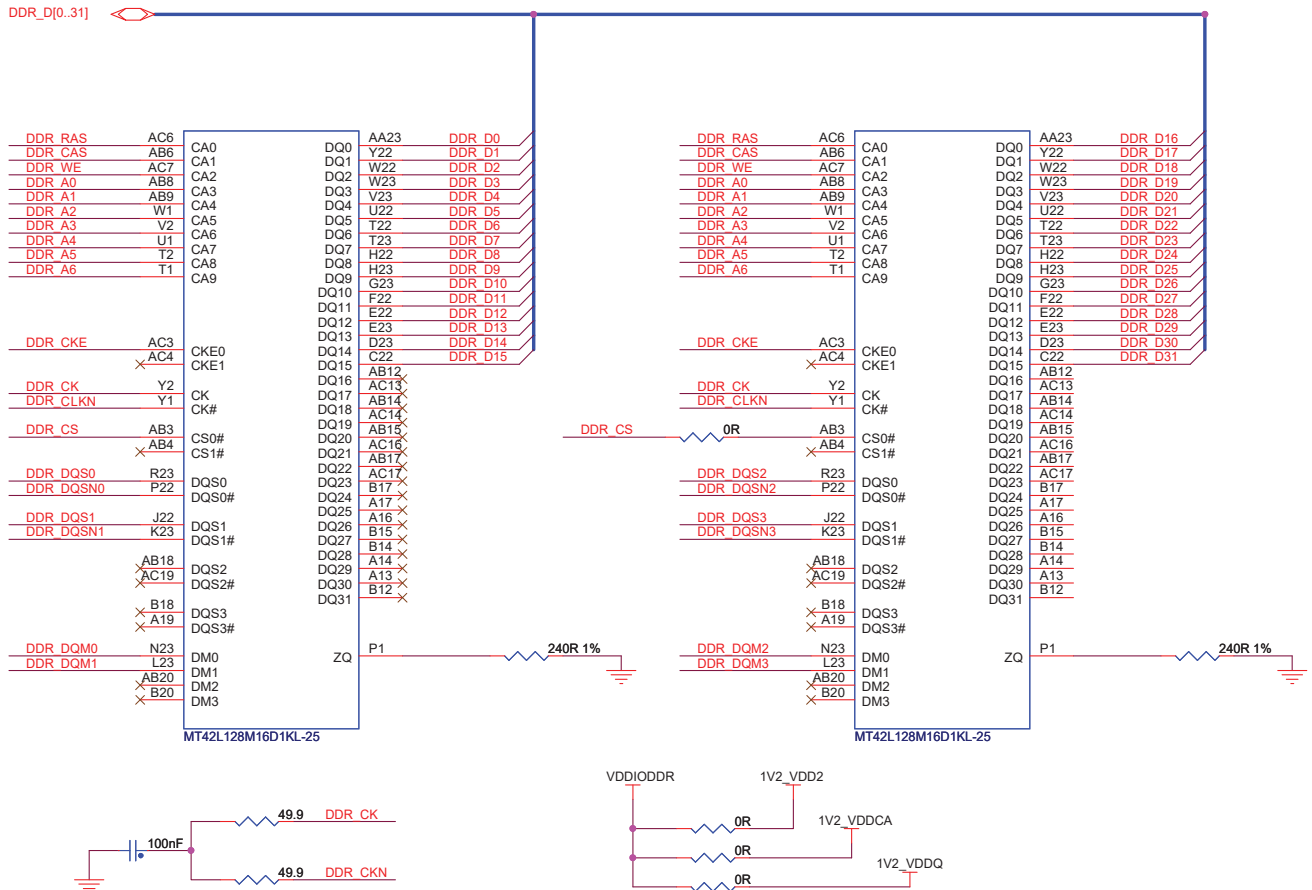 DDR_D[0..31]
DDR_RAS AC6 CA0 DQ0 AA23 DDR_D0
DDR_CAS AB6 CA1 DQ1 Y22 DDR_D1
DDR_WE AC7 CA2 DQ2 W22 DDR_D2
DDR_A0 AB8 CA3 DQ3 W23 DDR_D3
DDR_A1 AB9 CA4 DQ4 V23 DDR_D4
DDR_A2 W1 CA5 DQ5 U22 DDR_D5
DDR_A3 V2 CA6 DQ6 T22 DDR_D6
DDR_A4 U1 CA7 DQ7 T23 DDR_D7
DDR_A5 T2 CA8 DQ8 H22 DDR_D8
DDR_A6 T1 CA9 DQ9 H23 DDR_D9
DQ10 G23 DDR_D10
DQ11 F22 DDR_D11
DQ12 E22 DDR_D12
DQ13 E23 DDR_D13
DDR_CKE AC3 CKE0 DQ14 D23 DDR_D14
AC4 CKE1 DQ15 C22 DDR_D15
DQ16 AB12
DDR_CK Y2 CK DQ17 AC13
DDR_CLKN Y1 CK# DQ18 AB14
DQ19 AC14
DDR_CS AB3 CS0# DQ20 AB15
AB4 CS1# DQ21 AC16
DQ22 AB17
DDR_DQS0 R23 DQS0 DQ23 AC17
DDR_DQSN0 P22 DQS0# DQ24 B17
DQ25 A17
DDR_DQS1 J22 DQS1 DQ26 A16
DDR_DQSN1 K23 DQS1# DQ27 B15
DQ28 B14
AB18 DQS2 DQ29 A14
AC19 DQS2# DQ30 A13
DQ31 B12
B18 DQS3
A19 DQS3#
DDR_DQM0 N23 DM0 ZQ P1 240R 1%
DDR_DQM1 L23 DM1
AB20 DM2
B20 DM3
MT42L128M16D1KL-25
DDR_RAS AC6 CA0 DQ0 AA23 DDR_D16
DDR_CAS AB6 CA1 DQ1 Y22 DDR_D17
DDR_WE AC7 CA2 DQ2 W22 DDR_D18
DDR_A0 AB8 CA3 DQ3 W23 DDR_D19
DDR_A1 AB9 CA4 DQ4 V23 DDR_D20
DDR_A2 W1 CA5 DQ5 U22 DDR_D21
DDR_A3 V2 CA6 DQ6 T22 DDR_D22
DDR_A4 U1 CA7 DQ7 T23 DDR_D23
DDR_A5 T2 CA8 DQ8 H22 DDR_D24
DDR_A6 T1 CA9 DQ9 H23 DDR_D25
DQ10 G23 DDR_D26
DQ11 F22 DDR_D27
DQ12 E22 DDR_D28
DQ13 E23 DDR_D29
DDR_CKE AC3 CKE0 DQ14 D23 DDR_D30
AC4 CKE1 DQ15 C22 DDR_D31
DQ16 AB12
DDR_CK Y2 CK DQ17 AC13
DDR_CLKN Y1 CK# DQ18 AB14
DQ19 AC14
DDR_CS 0R AB3 CS0# DQ20 AB15
AB4 CS1# DQ21 AC16
DQ22 AB17
DDR_DQS2 R23 DQS0 DQ23 AC17
DDR_DQSN2 P22 DQS0# DQ24 B17
DQ25 A17
DDR_DQS3 J22 DQS1 DQ26 A16
DDR_DQSN3 K23 DQS1# DQ27 B15
DQ28 B14
AB18 DQS2 DQ29 A14
AC19 DQS2# DQ30 A13
DQ31 B12
B18 DQS3
A19 DQS3#
DDR_DQM2 N23 DM0 ZQ P1 240R 1%
DDR_DQM3 L23 DM1
AB20 DM2
B20 DM3
MT42L128M16D1KL-25
49.9 DDR_CK
100nF
49.9 DDR_CKN
VDDIODDR 1V2_VDD2
0R 1V2_VDDCA
0R 1V2_VDDQ
0R